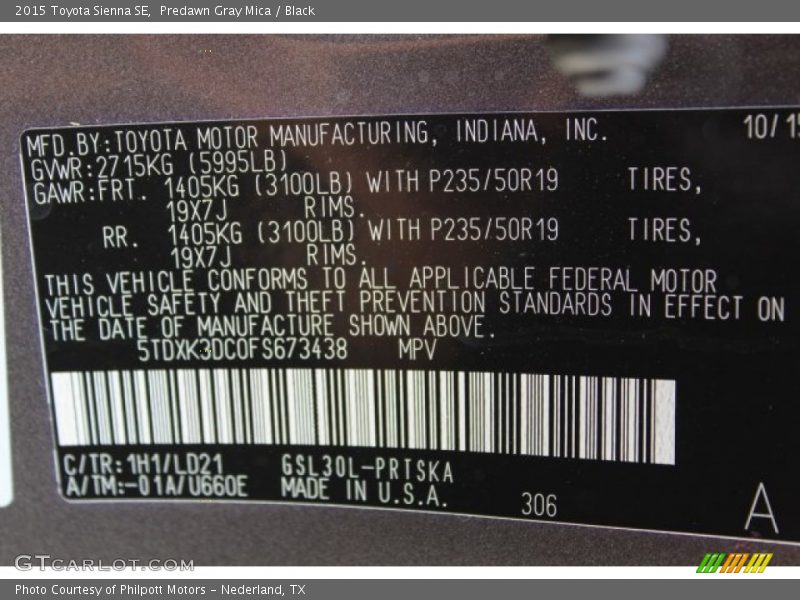 2015 Toyota Sienna SE, Predawn Gray Mica / Black
MFD.BY:TOYOTA MOTOR MANUFACTURING, INDIANA, INC. 10/15
GVWR:2715KG (5995LB)
GAWR:FRT. 1405KG (3100LB) WITH P235/50R19 TIRES,
19X7J RIMS.
RR. 1405KG (3100LB) WITH P235/50R19 TIRES,
19X7J RIMS.
THIS VEHICLE CONFORMS TO ALL APPLICABLE FEDERAL MOTOR
VEHICLE SAFETY AND THEFT PREVENTION STANDARDS IN EFFECT ON
THE DATE OF MANUFACTURE SHOWN ABOVE.
5TDXK3DC0FS673438 MPV
C/TR:1H1/LD21 GSL30L-PRTSKA
A/TM:-01A/U660E MADE IN U.S.A. 306
A
GTCARLOT.COM
Photo Courtesy of Philpott Motors - Nederland, TX